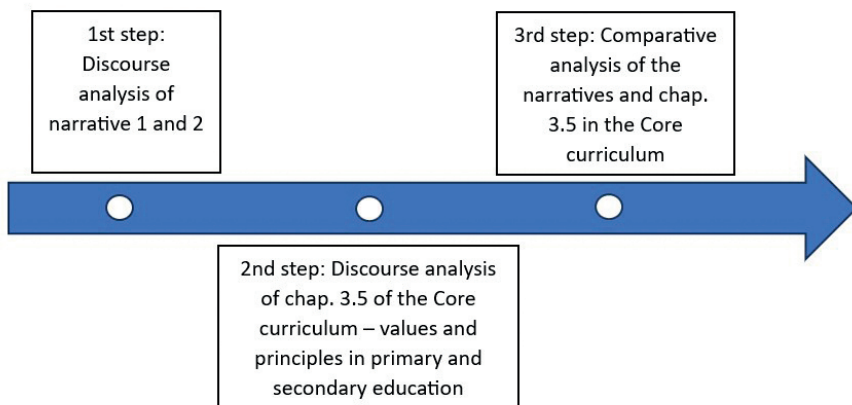 1st step:
Discourse
analysis of
narrative 1 and 2
2nd step: Discourse analysis
of chap. 3.5 of the Core
curriculum – values and
principles in primary and
secondary education
3rd step: Comparative
analysis of the
narratives and chap.
3.5 in the Core
curriculum